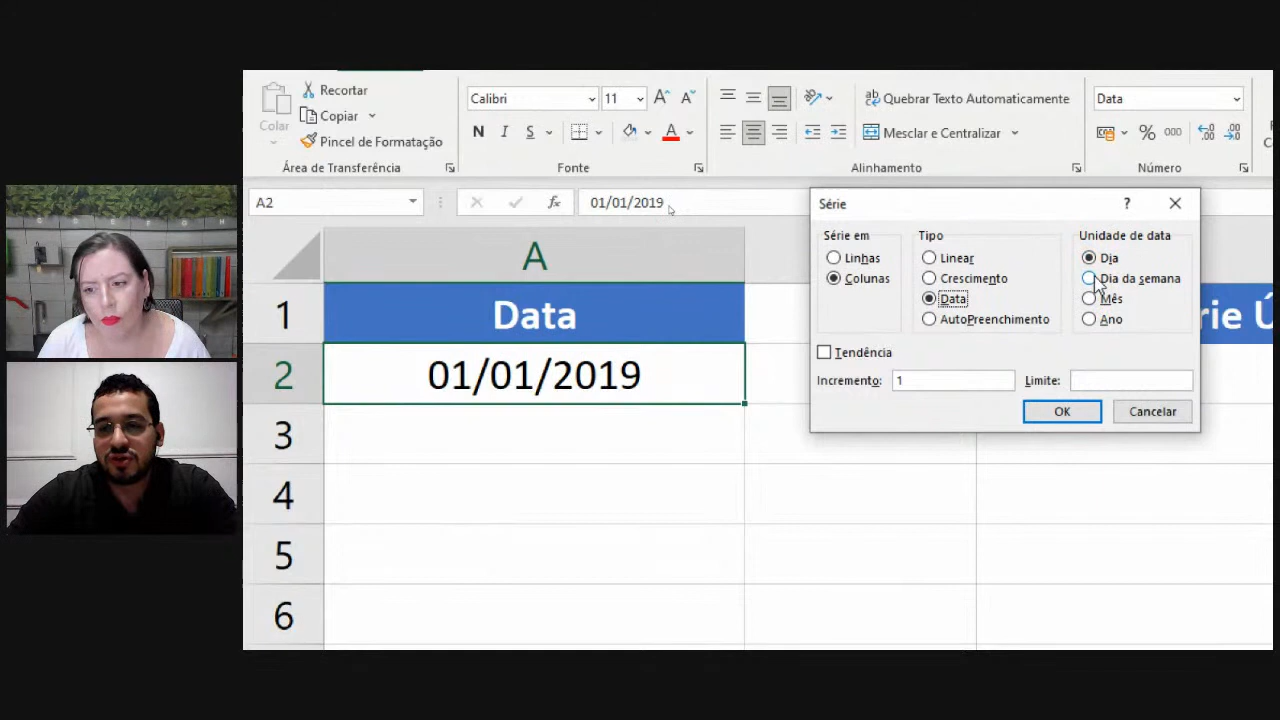 Recortar
Copiar
Colar
Pincel de Formatação
Área de Transferência
Calibri 11
N I S
Fonte
Quebrar Texto Automaticamente
Mesclar e Centralizar
Alinhamento
Data
% 000
Número
A2
fx
01/01/2019
Série
Série em
Linhas
Colunas
Tipo
Linear
Crescimento
Data
AutoPreenchimento
Unidade de data
Dia
Dia da semana
Mês
Ano
Tendência
Incremento: 1
Limite:
OK
Cancelar
A
1 Data
2 01/01/2019
3
4
5
6